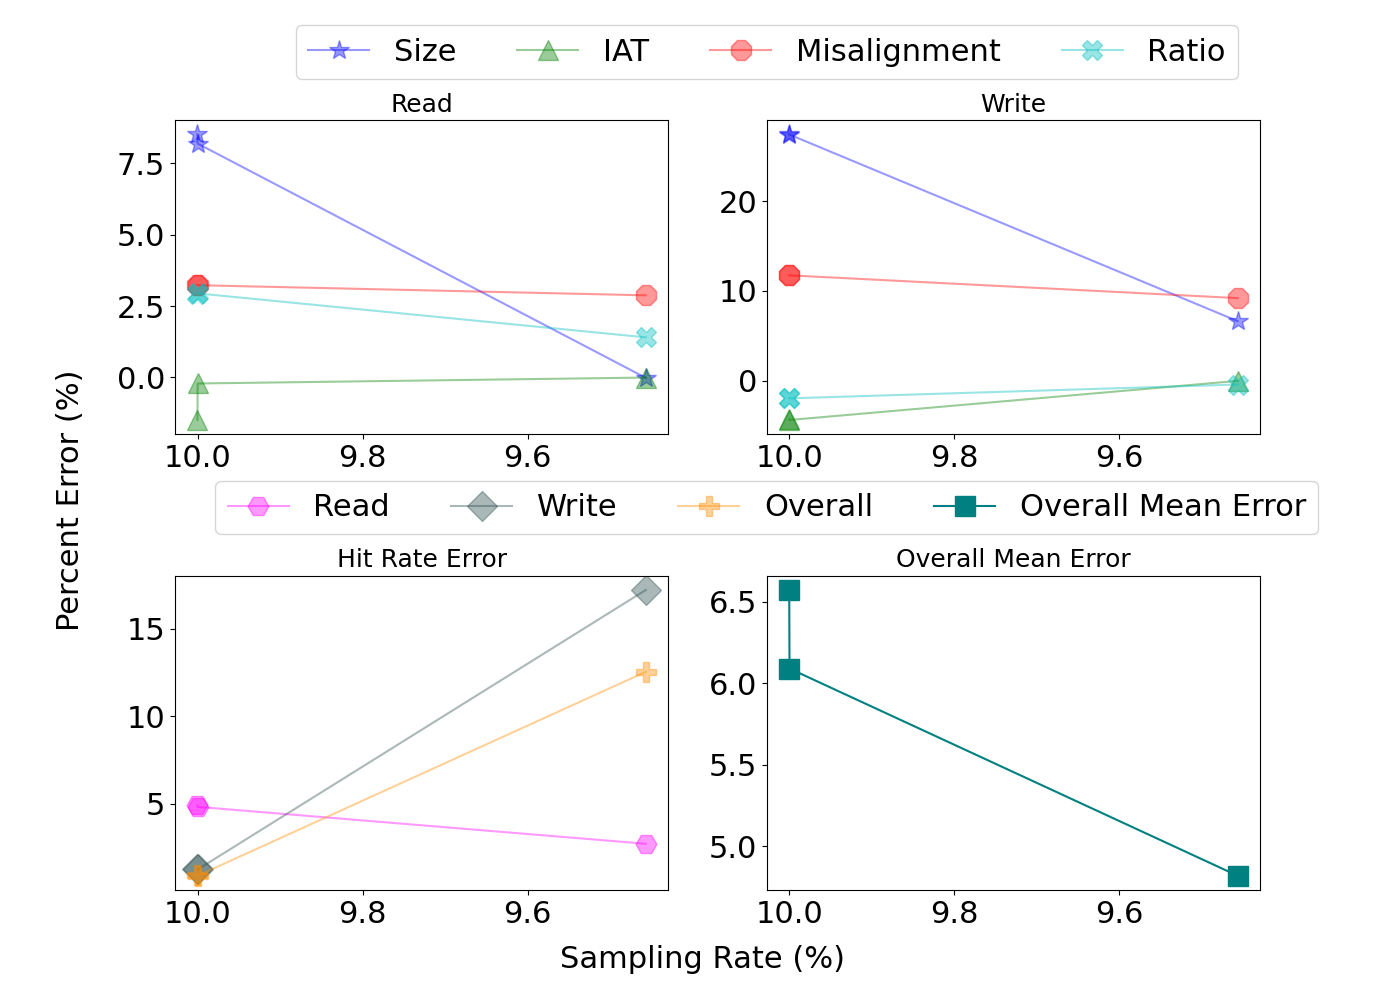 Size IAT Misalignment Ratio
Read Write
7.5
5.0
2.5
0.0
10.0 9.8 9.6
20
10
0
10.0 9.8 9.6
Percent Error (%)
Read Write Overall Overall Mean Error
Hit Rate Error Overall Mean Error
15
10
5
10.0 9.8 9.6
6.5
6.0
5.5
5.0
10.0 9.8 9.6
Sampling Rate (%)